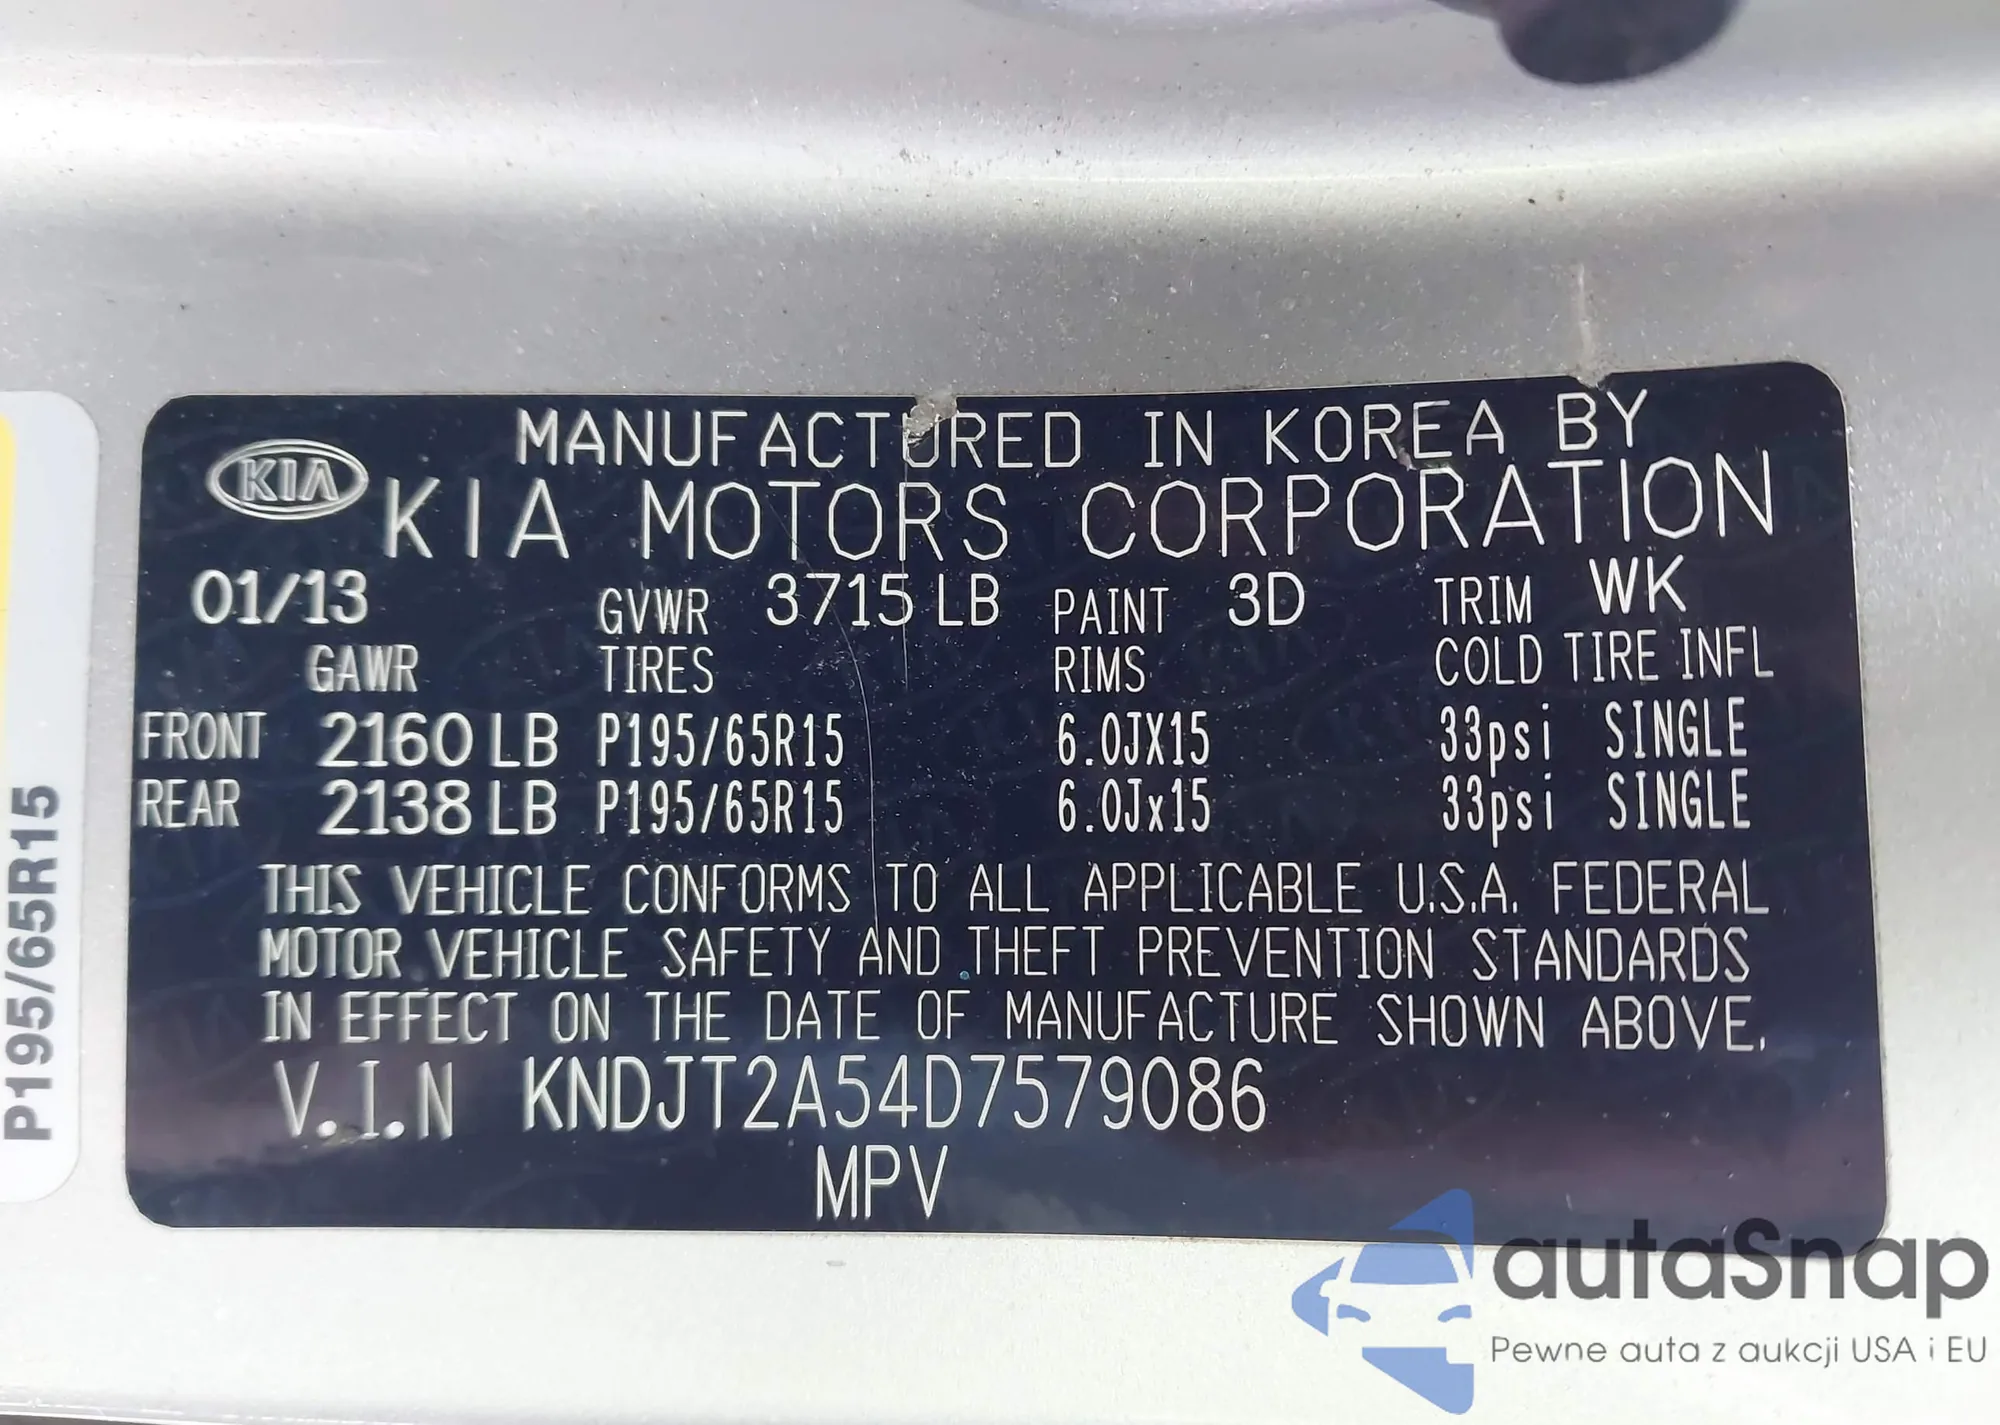 MANUFACTURED IN KOREA BY
KIA
KIA MOTORS CORPORATION
01/13 GVWR 3715 LB PAINT 3D TRIM WK
GAWR TIRES RIMS COLD TIRE INFL
FRONT 2160 LB P195/65R15 6.0JX15 33psi SINGLE
REAR 2138 LB P195/65R15 6.0Jx15 33psi SINGLE
THIS VEHICLE CONFORMS TO ALL APPLICABLE U.S.A. FEDERAL
MOTOR VEHICLE SAFETY AND THEFT PREVENTION STANDARDS
IN EFFECT ON THE DATE OF MANUFACTURE SHOWN ABOVE.
V.I.N KNDJT2A54D7579086
MPV
P195/65R15
autaSnap
Pewne auta z aukcji USA i EU